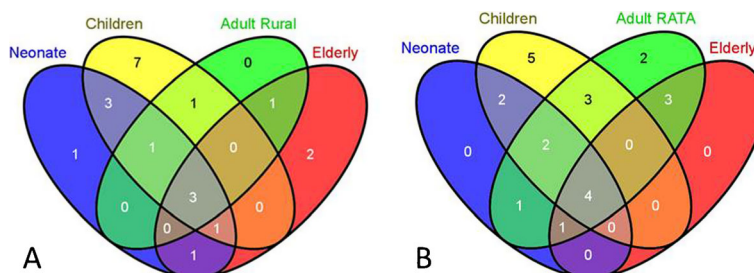 Children Adult Rural
Neonate Elderly
7 0
3 1 1
1 1 0 2
3
0 0
0 1
1
A
Children Adult RATA
Neonate Elderly
5 2
2 3 3
0 2 0 0
4
1 0
1 0
0
B